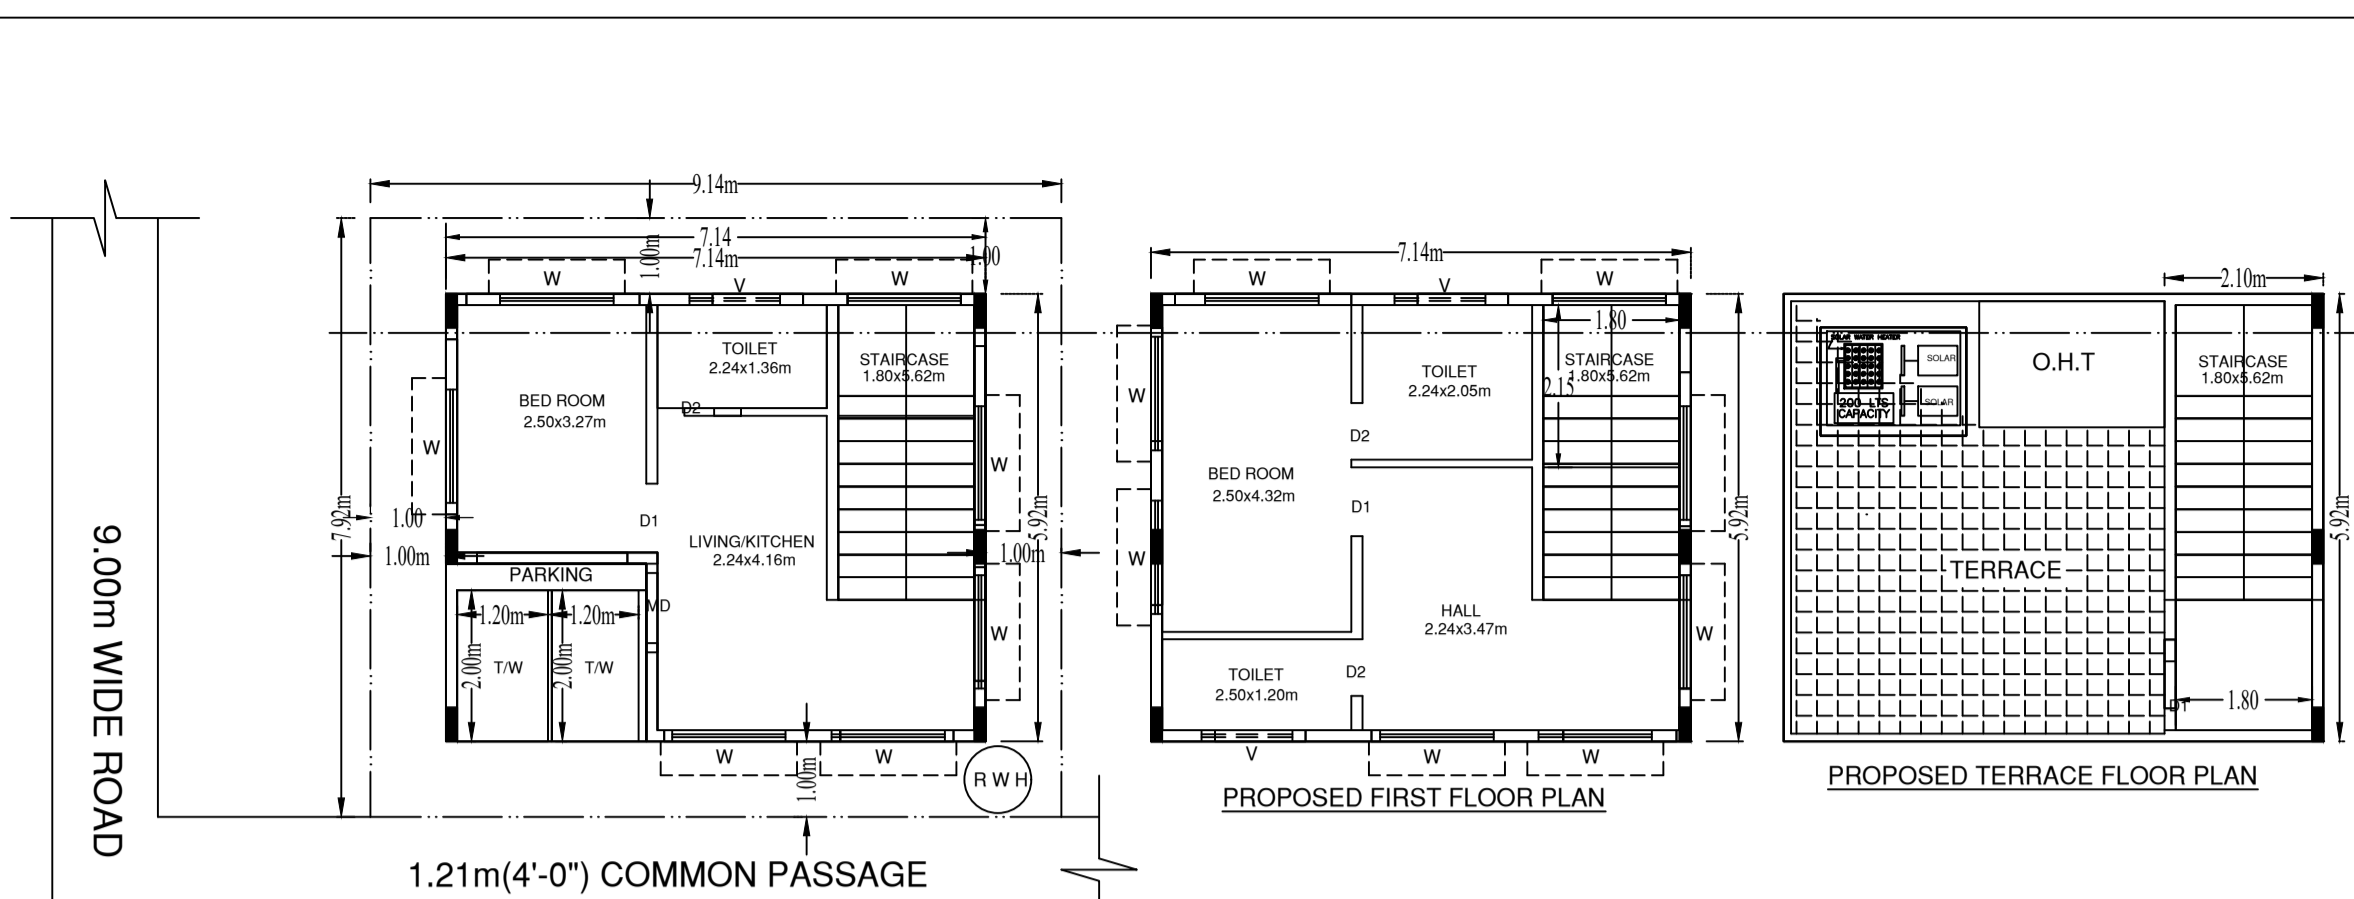 9.00m WIDE ROAD
9.14m
7.14
7.14m
1.00m
1.00
W
V
W
TOILET
2.24x1.36m
STAIRCASE
1.80x5.62m
BED ROOM
2.50x3.27m
D2
W
W
7.92m
1.00
D1
5.92m
LIVING/KITCHEN
2.24x4.16m
1.00m
1.00m
PARKING
MD
1.20m
1.20m
2.00m
T/W
2.00m
T/W
W
W
W
1.00m
R W H
1.21m(4'-0") COMMON PASSAGE
7.14m
W
V
W
1.80
TOILET
2.24x2.05m
STAIRCASE
1.80x5.62m
2.15
W
D2
BED ROOM
2.50x4.32m
D1
5.92m
W
HALL
2.24x3.47m
W
TOILET
2.50x1.20m
D2
V
W
W
PROPOSED FIRST FLOOR PLAN
2.10m
SOLAR WATER HEATER
SOLAR
SOLAR
200 LTS
CAPACITY
O.H.T
STAIRCASE
1.80x5.62m
5.92m
TERRACE
1.80
D1
PROPOSED TERRACE FLOOR PLAN